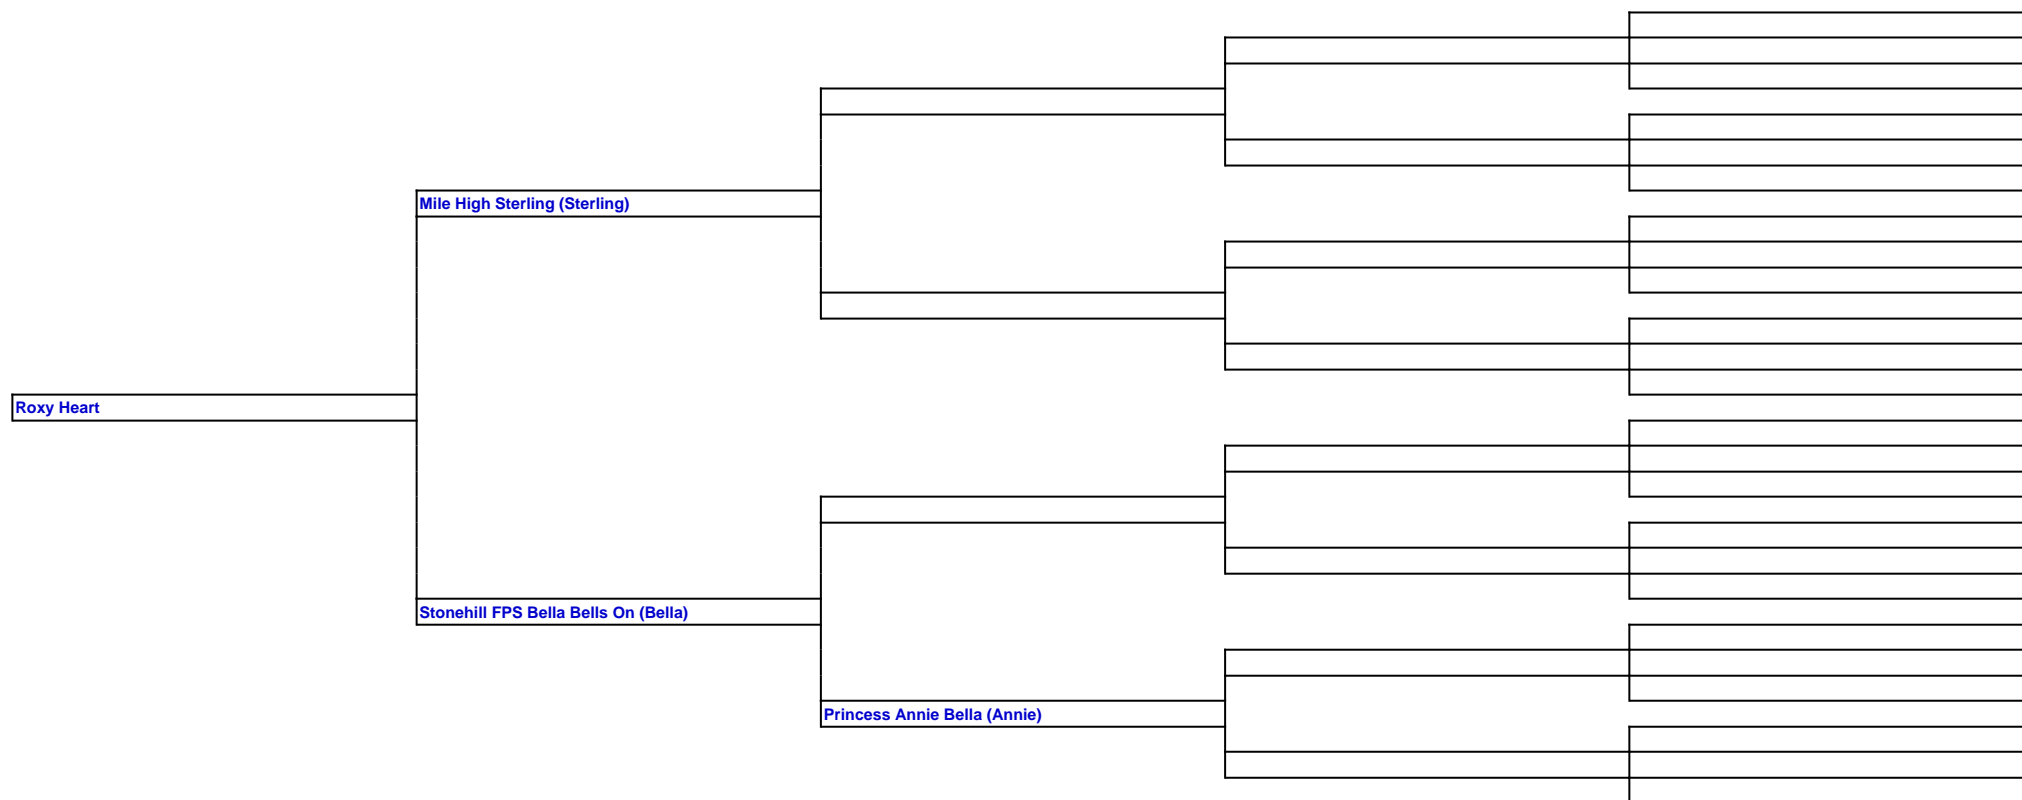 Mile High Sterling (Sterling)
Roxy Heart
Stonehill FPS Bella Bells On (Bella)
Princess Annie Bella (Annie)